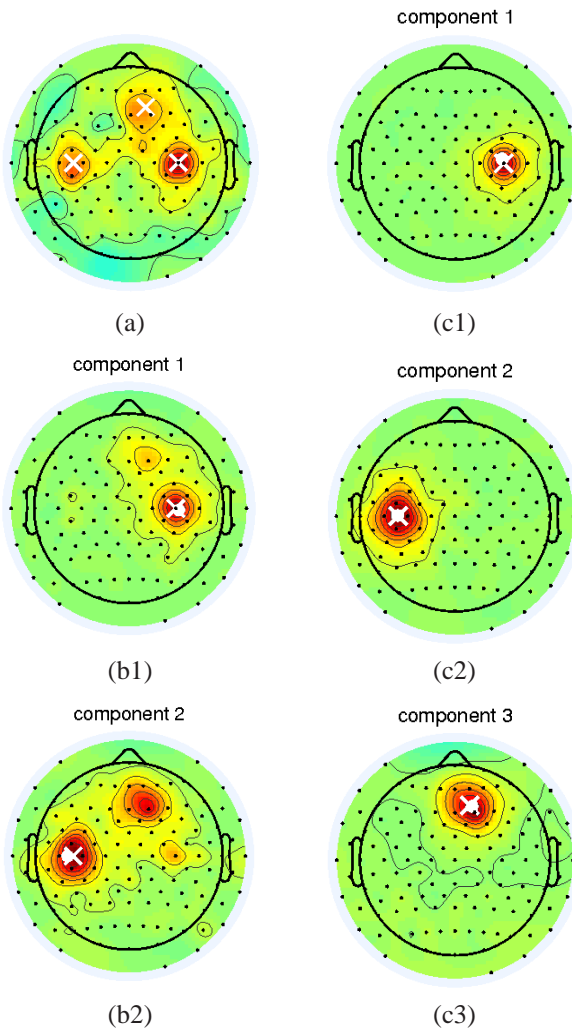 component 1
(a)
(c1)
component 1
component 2
(b1)
(c2)
component 2
component 3
(b2)
(c3)